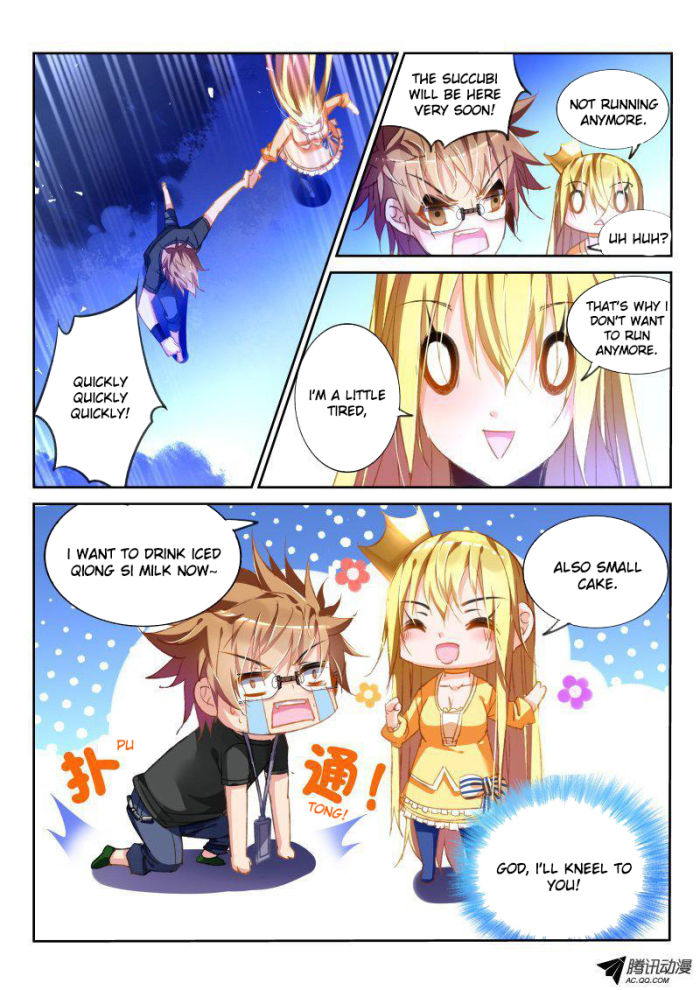 QUICKLY
QUICKLY
QUICKLY!
THE SUCCUBI
WILL BE HERE
VERY SOON!
NOT RUNNING
ANYMORE.
UH HUH?
I'M A LITTLE
TIRED,
THAT'S WHY I
DON'T WANT
TO RUN
ANYMORE.
I WANT TO DRINK ICED
QIONG SI MILK NOW~
ALSO SMALL
CAKE.
扑
PU
通!
TONG!
GOD, I'LL KNEEL TO
YOU!
腾讯动漫
AC.QQ.COM